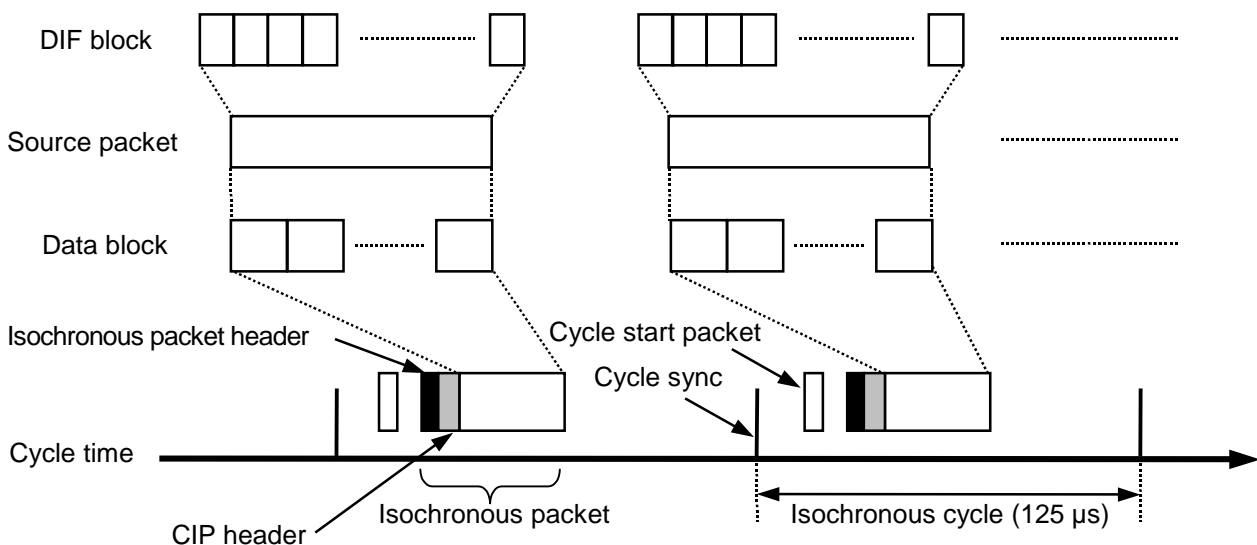 DIF block
Source packet
Data block
Isochronous packet header
Cycle start packet
Cycle sync
Cycle time
CIP header
Isochronous packet
Isochronous cycle (125 μs)